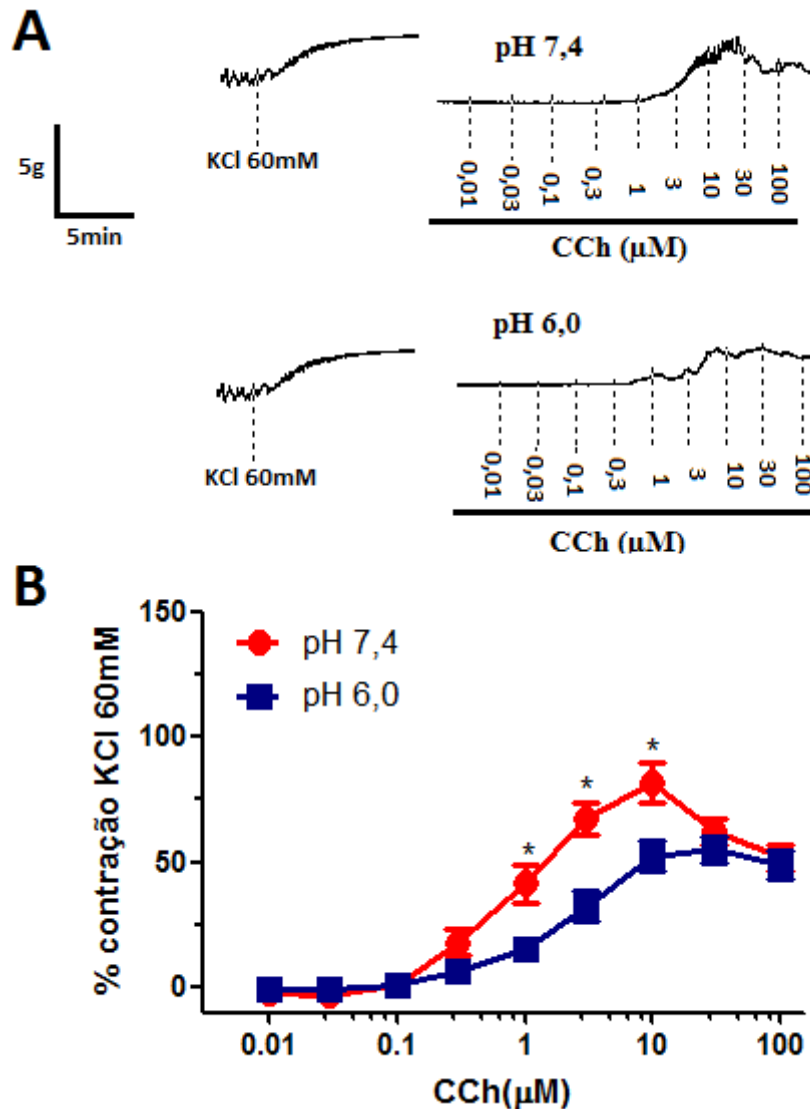 A
pH 7,4
KCl 60mM
5g
5min
0,01 0,03 0,1 0,3 1 3 10 30 100
CCh (µM)
pH 6,0
KCl 60mM
0,01 0,03 0,1 0,3 1 3 10 30 100
CCh (µM)
B
150
100
50
0
% contração KCl 60mM
pH 7,4
pH 6,0
* * *
0.01 0.1 1 10 100
CCh(µM)